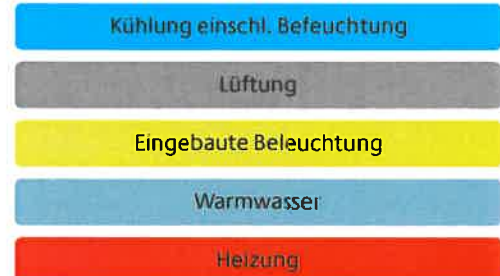 Kühlung einschl. Befeuchtung
Lüftung
Eingebaute Beleuchtung
Warmwasser
Heizung